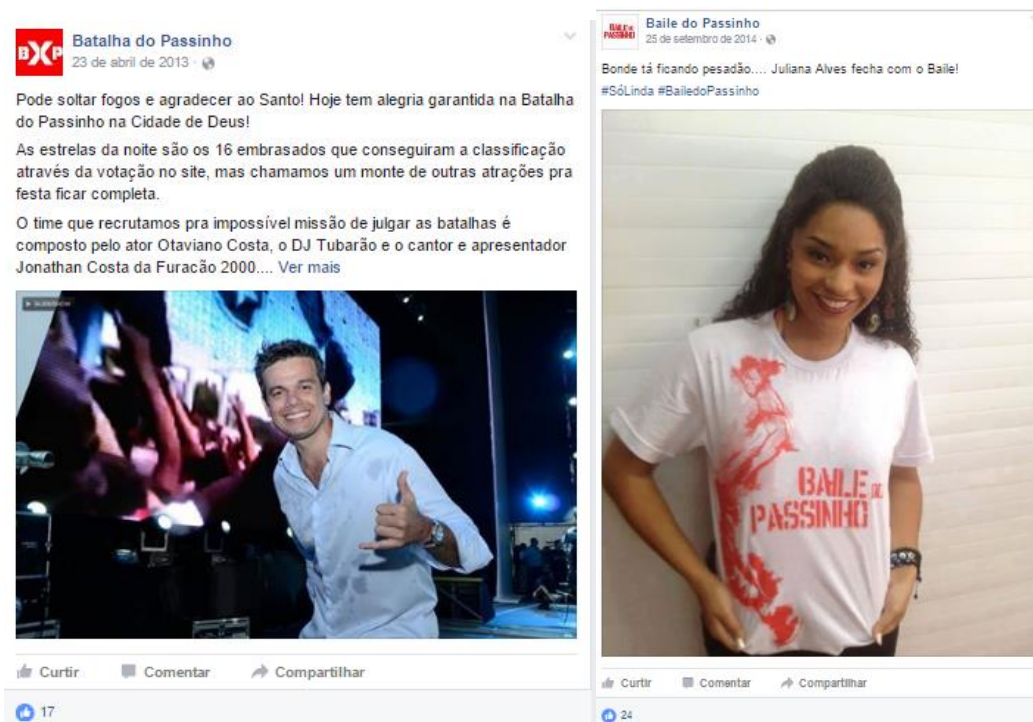 BXP
Batalha do Passinho
23 de abril de 2013 ·
Pode soltar fogos e agradecer ao Santo! Hoje tem alegria garantida na Batalha
do Passinho na Cidade de Deus!
As estrelas da noite são os 16 embrasados que conseguiram a classificação
através da votação no site, mas chamamos um monte de outras atrações pra
festa ficar completa.
O time que recrutamos pra impossível missão de julgar as batalhas é
composto pelo ator Otaviano Costa, o DJ Tubarão e o cantor e apresentador
Jonathan Costa da Furacão 2000.... Ver mais
Curtir Comentar Compartilhar
17
BAILE DO
PASSINHO
Baile do Passinho
25 de setembro de 2014 ·
Bonde tá ficando pesadão.... Juliana Alves fecha com o Baile!
#SóLinda #BailedoPassinho
BAILE DO
PASSINHO
Curtir Comentar Compartilhar
24